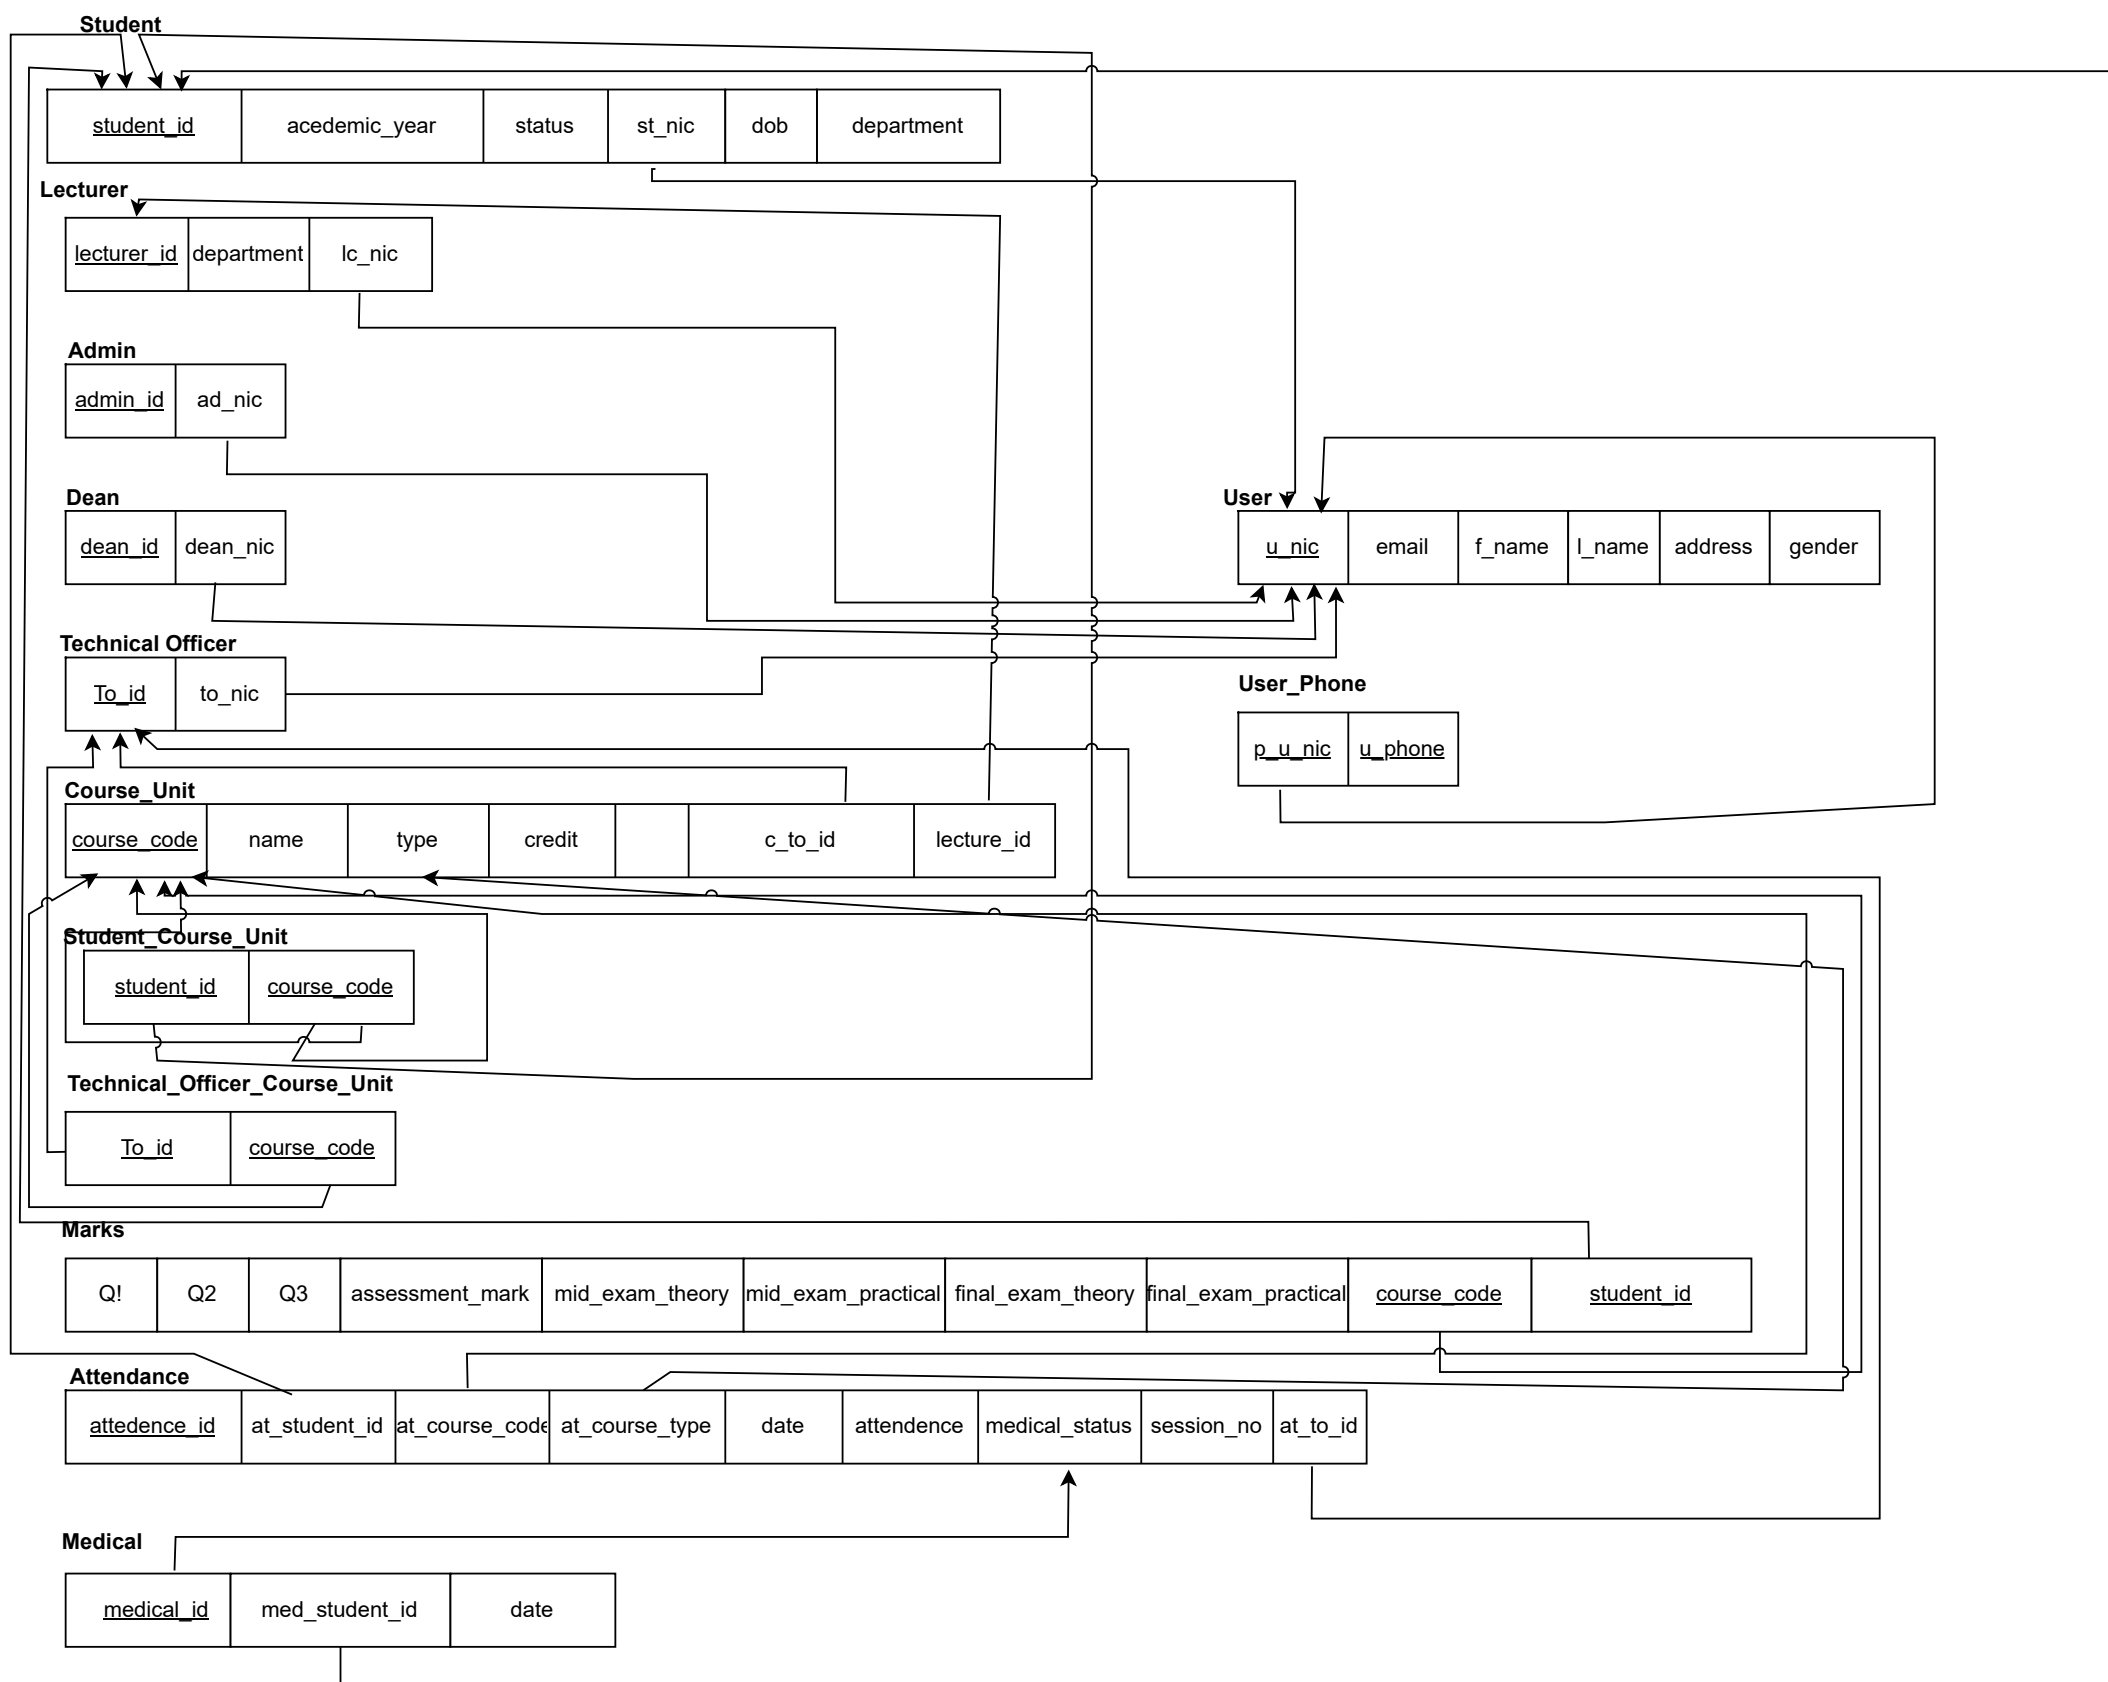 Student
student_id acedemic_year status st_nic dob department
Lecturer
lecturer_id department lc_nic
Admin
admin_id ad_nic
Dean
dean_id dean_nic
User
u_nic email f_name l_name address gender
Technical Officer
To_id to_nic
User_Phone
p_u_nic u_phone
Course_Unit
course_code name type credit c_to_id lecture_id
Student_Course_Unit
student_id course_code
Technical_Officer_Course_Unit
To_id course_code
Marks
Q! Q2 Q3 assessment_mark mid_exam_theory mid_exam_practical final_exam_theory final_exam_practical course_code student_id
Attendance
attedence_id at_student_id at_course_code at_course_type date attendence medical_status session_no at_to_id
Medical
medical_id med_student_id date